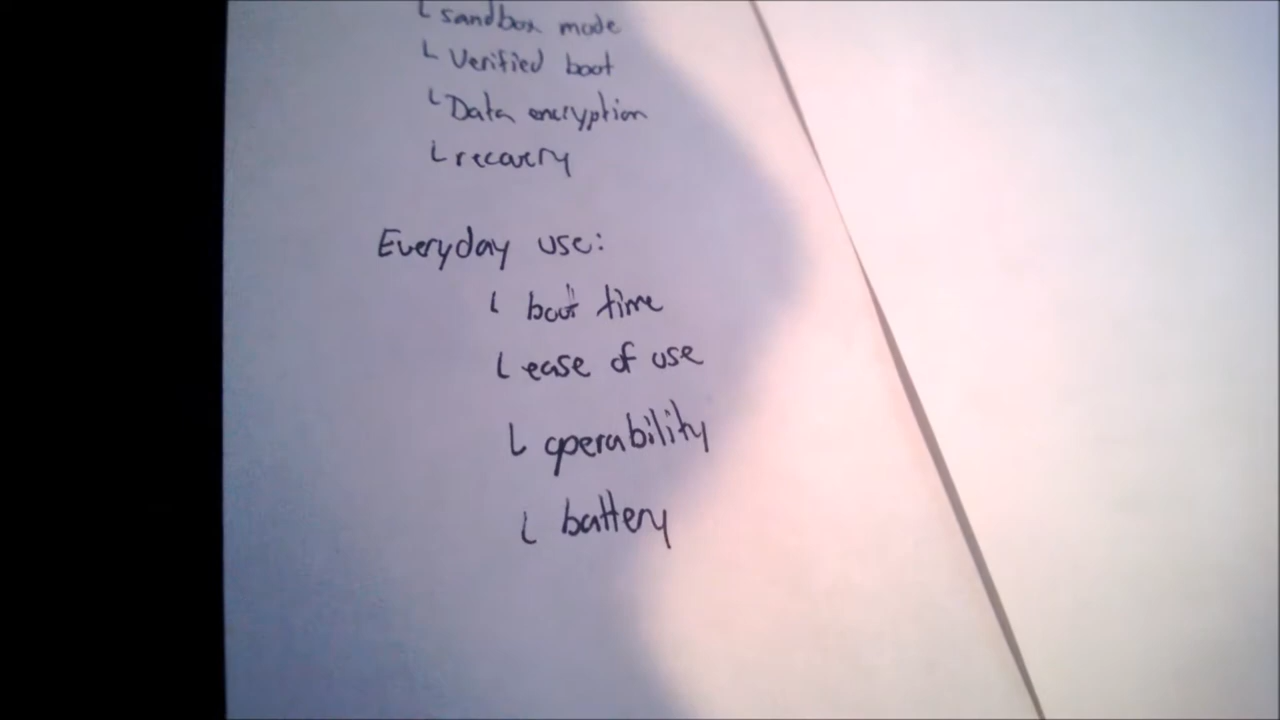 └ sandbox mode
└ Verified boot
└ Data encryption
└ recovery
Everyday use:
└ boot time
└ ease of use
└ operability
└ battery